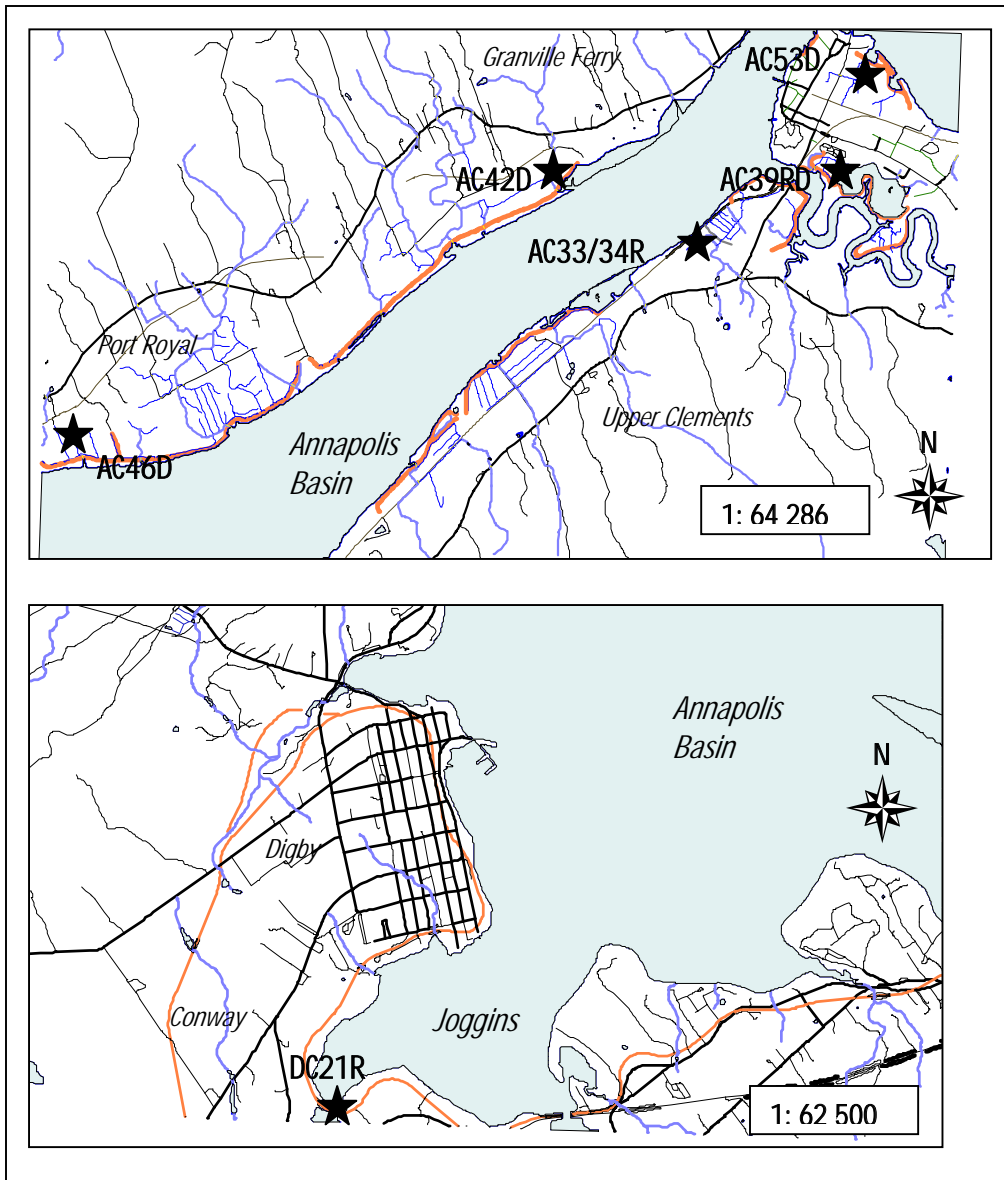 Granville Ferry
AC53D
AC42D
AC39RD
AC33/34R
Port Royal
Upper Clements
Annapolis
Basin
AC46D
N
1: 64 286
Annapolis
Basin
N
Digby
Conway
Joggins
DC21R
1: 62 500